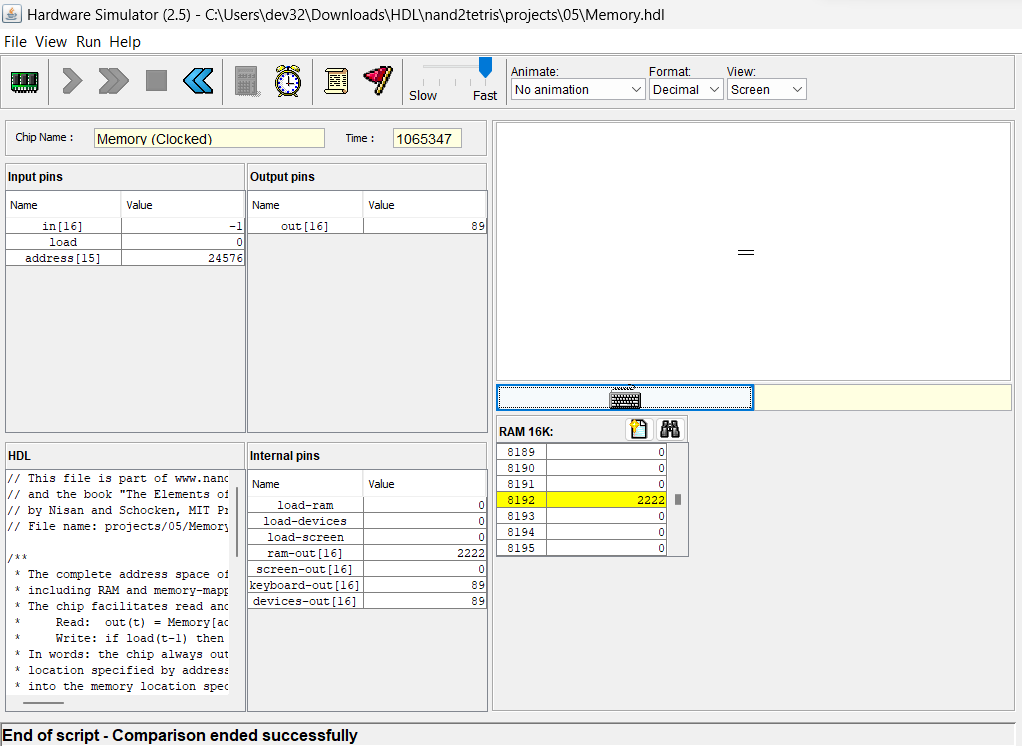 Hardware Simulator (2.5) - C:\Users\dev32\Downloads\HDL\nand2tetris\projects\05\Memory.hdl
File View Run Help
Slow Fast
Animate: Format: View:
No animation Decimal Screen
Chip Name : Memory (Clocked) Time : 1065347
Input pins
Name Value
in[16] -1
load 0
address[15] 24576
Output pins
Name Value
out[16] 89
HDL
// This file is part of www.nand
// and the book "The Elements of
// by Nisan and Schocken, MIT Pr
// File name: projects/05/Memory
/**
* The complete address space of
* including RAM and memory-mapp
* The chip facilitates read and
* Read: out(t) = Memory[ad
* Write: if load(t-1) then
* In words: the chip always out
* location specified by address
* into the memory location spec
Internal pins
Name Value
load-ram 0
load-devices 0
load-screen 0
ram-out[16] 2222
screen-out[16] 0
keyboard-out[16] 89
devices-out[16] 89
RAM 16K:
8189 0
8190 0
8191 0
8192 2222
8193 0
8194 0
8195 0
End of script - Comparison ended successfully